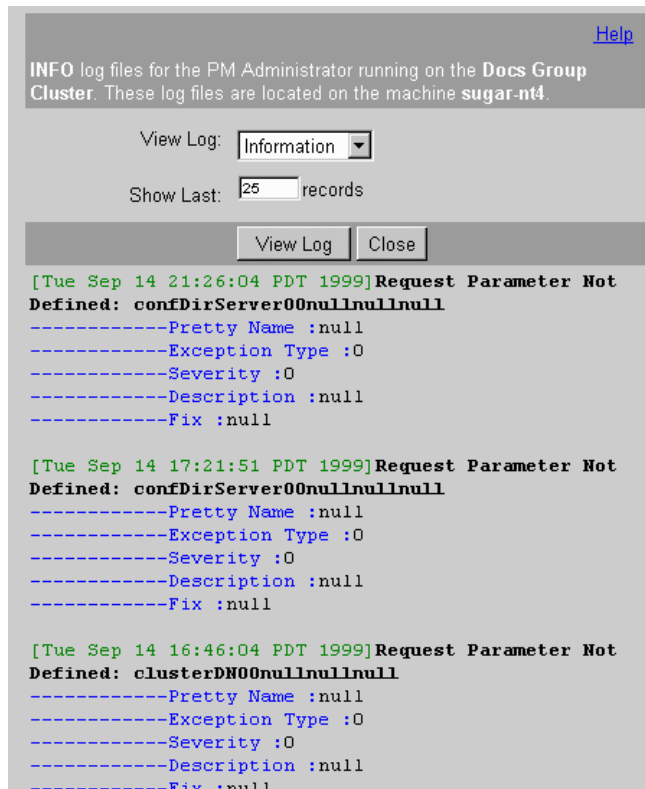 Help
INFO log files for the PM Administrator running on the Docs Group
Cluster. These log files are located on the machine sugar-nt4.
View Log: Information
Show Last: 25 records
View Log Close
[Tue Sep 14 21:26:04 PDT 1999]Request Parameter Not
Defined: confDirServer00nullnullnull
------------Pretty Name :null
------------Exception Type :0
------------Severity :0
------------Description :null
------------Fix :null
[Tue Sep 14 17:21:51 PDT 1999]Request Parameter Not
Defined: confDirServer00nullnullnull
------------Pretty Name :null
------------Exception Type :0
------------Severity :0
------------Description :null
------------Fix :null
[Tue Sep 14 16:46:04 PDT 1999]Request Parameter Not
Defined: clusterDN00nullnullnull
------------Pretty Name :null
------------Exception Type :0
------------Severity :0
------------Description :null
------------Fix :null